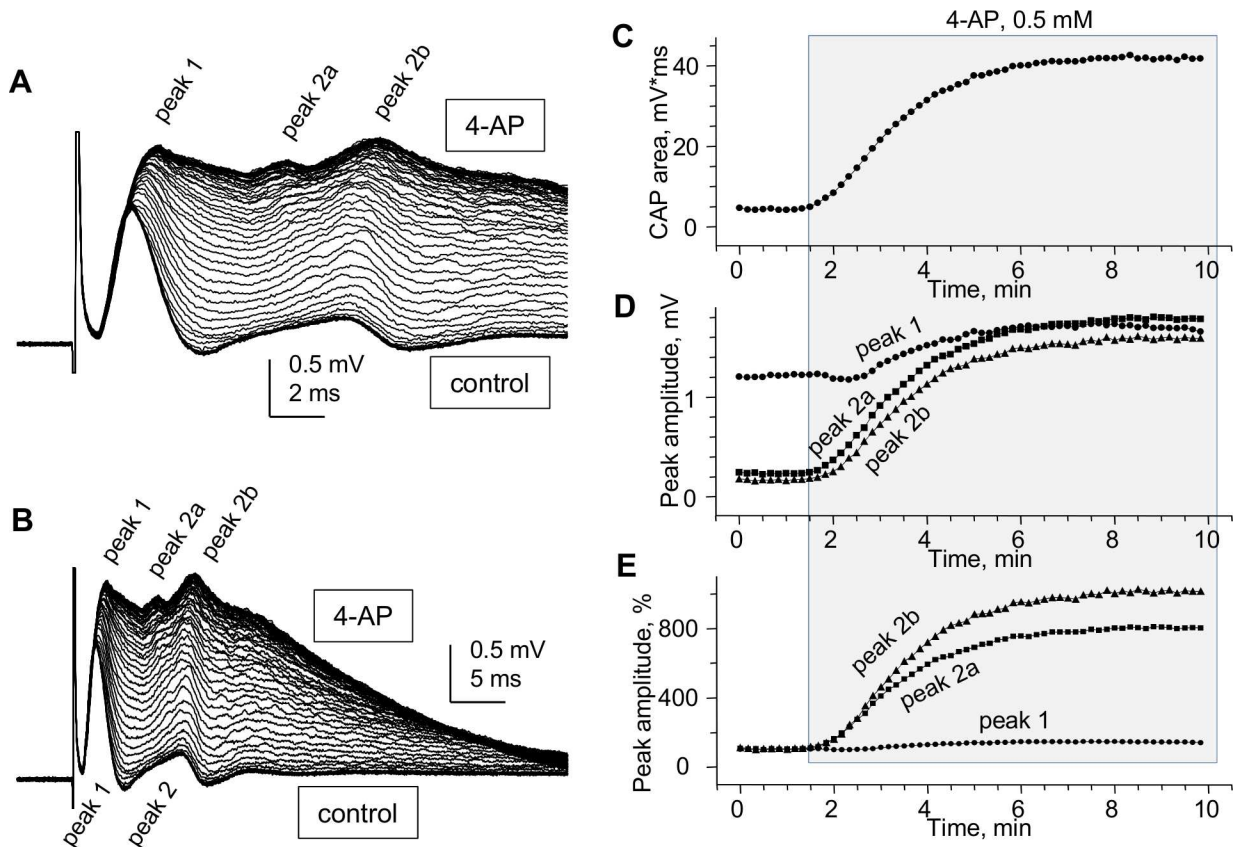 A
peak 1
peak 2a
peak 2b
4-AP
0.5 mV
2 ms
control
B
peak 1
peak 2a
peak 2b
4-AP
0.5 mV
5 ms
peak 1
peak 2
control
4-AP, 0.5 mM
C
CAP area, mV*ms
40
20
0
0 2 4 6 8 10
Time, min
D
Peak amplitude, mV
1
0
peak 1
peak 2a
peak 2b
0 2 4 6 8 10
Time, min
E
Peak amplitude, %
800
400
0
peak 2b
peak 2a
peak 1
0 2 4 6 8 10
Time, min